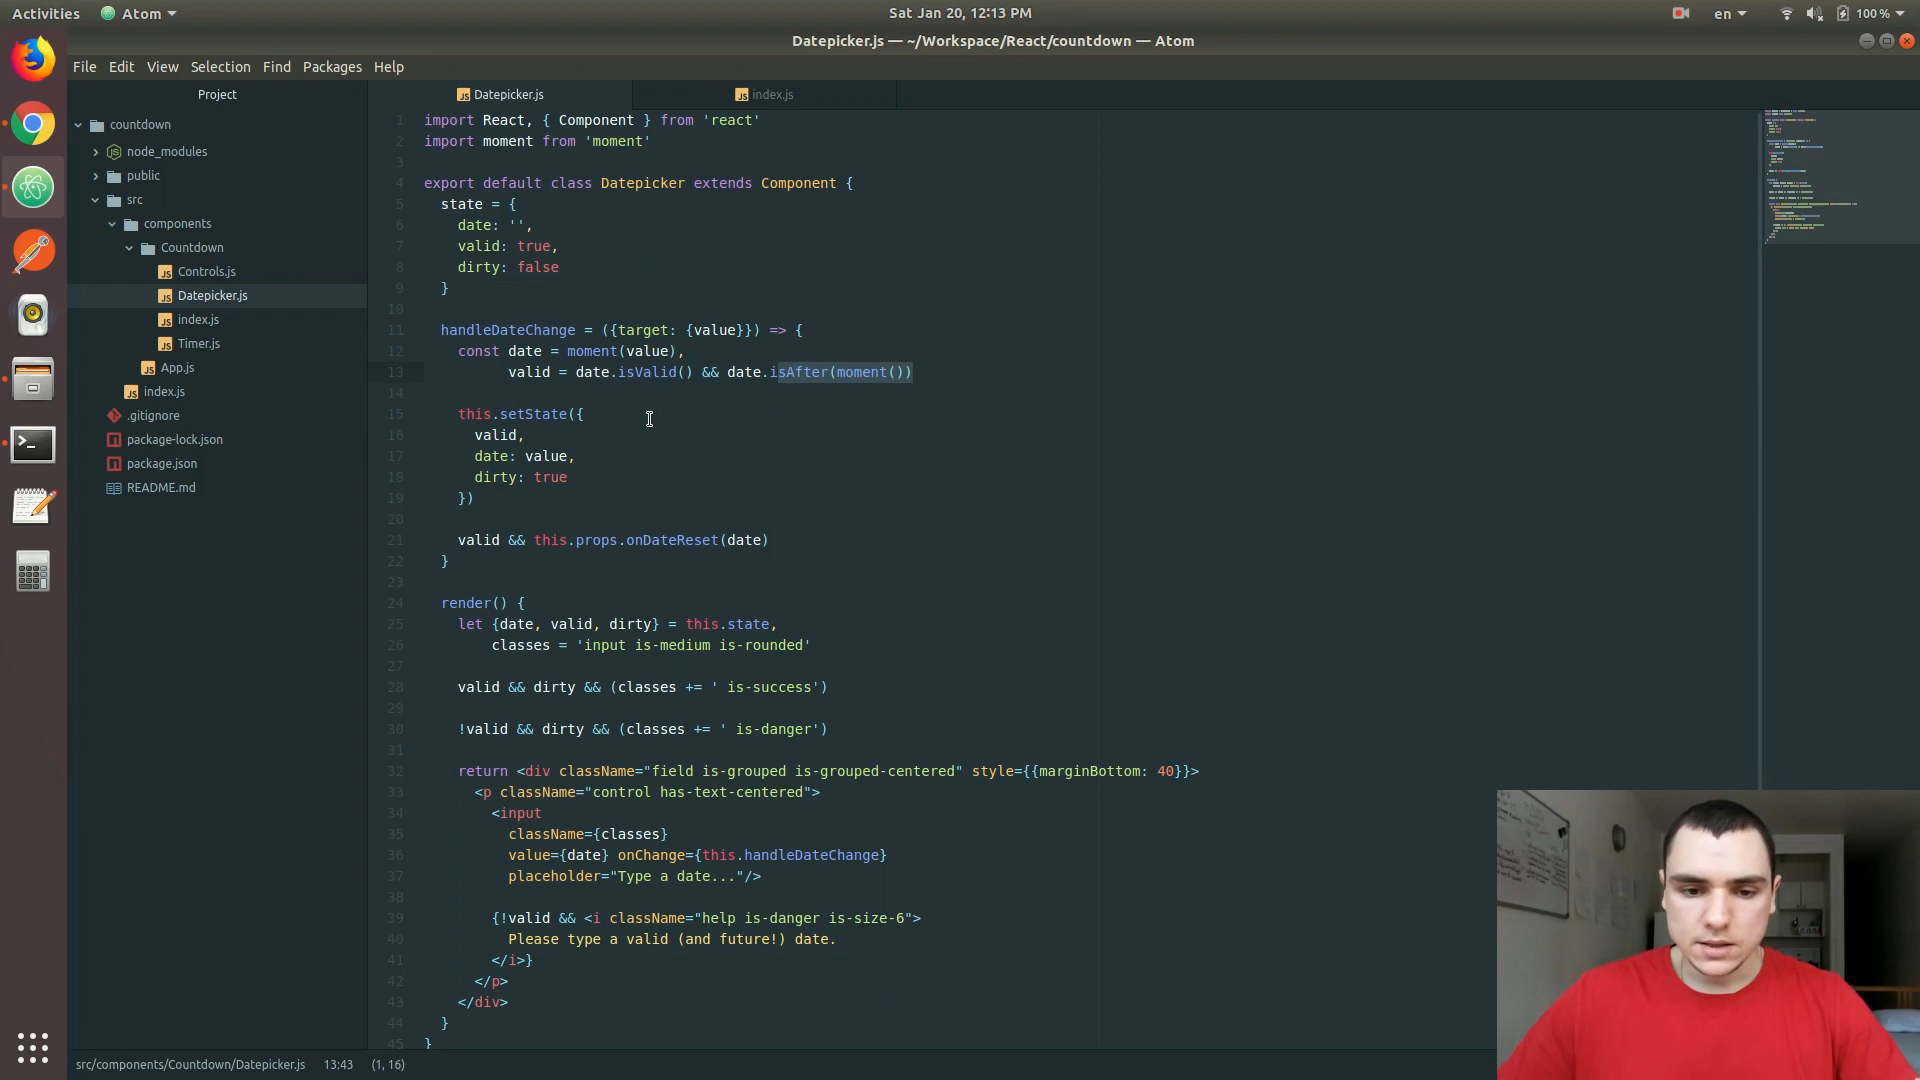 Activities Atom Sat Jan 20, 12:13 PM en 100 %
Datepicker.js — ~/Workspace/React/countdown — Atom
File Edit View Selection Find Packages Help
Project
countdown
node_modules
public
src
components
Countdown
Controls.js
Datepicker.js
index.js
Timer.js
App.js
index.js
.gitignore
package-lock.json
package.json
README.md
Datepicker.js index.js
1 import React, { Component } from 'react'
2 import moment from 'moment'
3
4 export default class Datepicker extends Component {
5 state = {
6 date: '',
7 valid: true,
8 dirty: false
9 }
10
11 handleDateChange = ({target: {value}}) => {
12 const date = moment(value),
13 valid = date.isValid() && date.isAfter(moment())
14
15 this.setState({
16 valid,
17 date: value,
18 dirty: true
19 })
20
21 valid && this.props.onDateReset(date)
22 }
23
24 render() {
25 let {date, valid, dirty} = this.state,
26 classes = 'input is-medium is-rounded'
27
28 valid && dirty && (classes += ' is-success')
29
30 !valid && dirty && (classes += ' is-danger')
31
32 return <div className="field is-grouped is-grouped-centered" style={{marginBottom: 40}}>
33 <p className="control has-text-centered">
34 <input
35 className={classes}
36 value={date} onChange={this.handleDateChange}
37 placeholder="Type a date..."/>
38
39 {!valid && <i className="help is-danger is-size-6">
40 Please type a valid (and future!) date.
41 </i>}
42 </p>
43 </div>
44 }
45 }
src/components/Countdown/Datepicker.js 13:43 (1, 16)